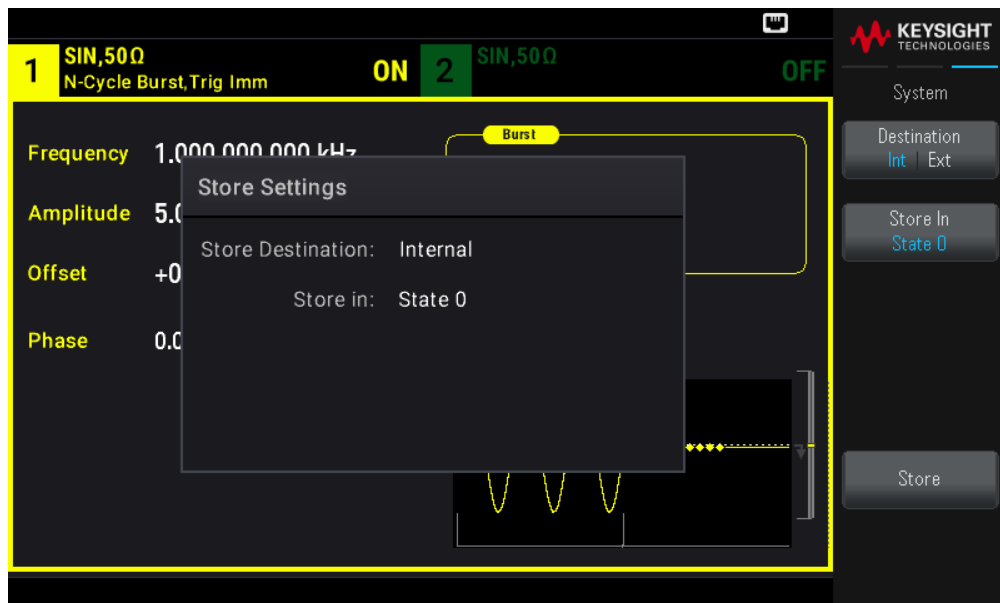 KEYSIGHT
TECHNOLOGIES
1 SIN,50Ω
N-Cycle Burst,Trig Imm
ON
2 SIN,50Ω
OFF
System
Burst
Destination
Int Ext
Frequency
Store Settings
Amplitude
Store In
State 0
Store Destination: Internal
Offset
Store in: State 0
Phase
Store